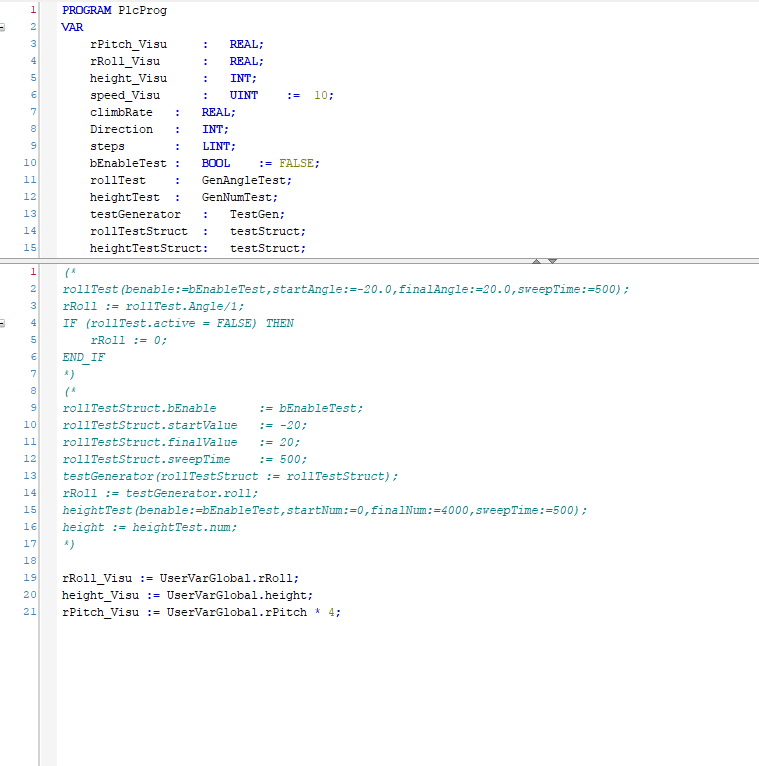 1 PROGRAM PlcProg
2 VAR
3 rPitch_Visu : REAL;
4 rRoll_Visu : REAL;
5 height_Visu : INT;
6 speed_Visu : UINT := 10;
7 climbRate : REAL;
8 Direction : INT;
9 steps : LINT;
10 bEnableTest : BOOL := FALSE;
11 rollTest : GenAngleTest;
12 heightTest : GenNumTest;
13 testGenerator : TestGen;
14 rollTestStruct : testStruct;
15 heightTestStruct: testStruct;
1 (*
2 rollTest(benable:=bEnableTest,startAngle:=-20.0,finalAngle:=20.0,sweepTime:=500);
3 rRoll := rollTest.Angle/1;
4 IF (rollTest.active = FALSE) THEN
5 rRoll := 0;
6 END_IF
7 *)
8 (*
9 rollTestStruct.bEnable := bEnableTest;
10 rollTestStruct.startValue := -20;
11 rollTestStruct.finalValue := 20;
12 rollTestStruct.sweepTime := 500;
13 testGenerator(rollTestStruct := rollTestStruct);
14 rRoll := testGenerator.roll;
15 heightTest(benable:=bEnableTest,startNum:=0,finalNum:=4000,sweepTime:=500);
16 height := heightTest.num;
17 *)
18
19 rRoll_Visu := UserVarGlobal.rRoll;
20 height_Visu := UserVarGlobal.height;
21 rPitch_Visu := UserVarGlobal.rPitch * 4;